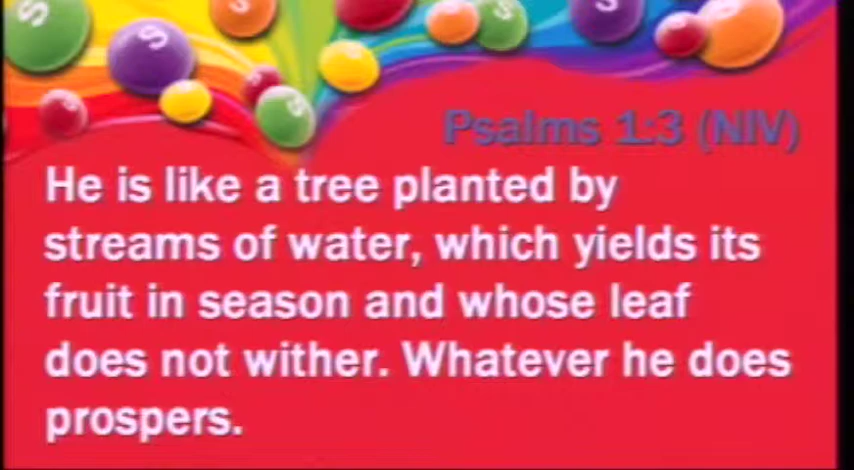 S
S
S
S
Psalms 1:3 (NIV)
He is like a tree planted by
streams of water, which yields its
fruit in season and whose leaf
does not wither. Whatever he does
prospers.